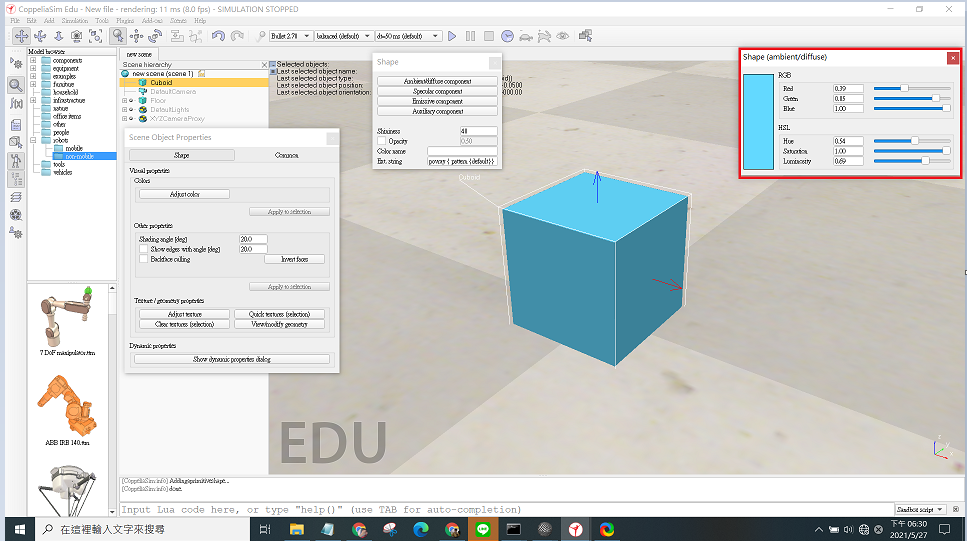 CoppeliaSim Edu - New file - rendering: 11 ms (8.0 fps) - SIMULATION STOPPED
File Edit Add Simulation Tools Plugins Add-ons Scenes Help
Bullet 2.78
balanced (default)
dt=50 ms (default)
Model browser
components
equipment
examples
furniture
household
infrastructure
nature
office items
other
people
robots
mobile
non-mobile
tools
vehicles
7 DoF manipulator.ttm
ABB IRB 140.ttm
new scene
Scene hierarchy
new scene (scene 1)
Cuboid
DefaultCamera
Floor
DefaultLights
XYZCameraProxy
Selected objects:
Last selected object name:
Last selected object type:
Last selected object position:
Last selected object orientation:
Scene Object Properties
Shape
Common
Visual properties
Colors
Adjust color
Apply to selection
Other properties
Shading angle [deg]
20.0
Show edges with angle [deg]
20.0
Backface culling
Invert faces
Apply to selection
Texture / geometry properties
Adjust texture
Quick textures (selection)
Clear textures (selection)
View/modify geometry
Dynamic properties
Show dynamic properties dialog
Shape
Ambient/diffuse component
Specular component
Emissive component
Auxiliary component
Shininess
48
Opacity
0.50
Color name
Ext. string
povray { pattern {default}}
Cuboid
Shape (ambient/diffuse)
RGB
Red
0.39
Green
0.85
Blue
1.00
HSL
Hue
0.54
Saturation
1.00
Luminosity
0.69
EDU
[CoppeliaSim:info] Adding a primitive shape...
[CoppeliaSim:info] done.
Input Lua code here, or type "help()" (use TAB for auto-completion)
Sandbox script
在這裡輸入文字來搜尋
下午 06:30
2021/5/27